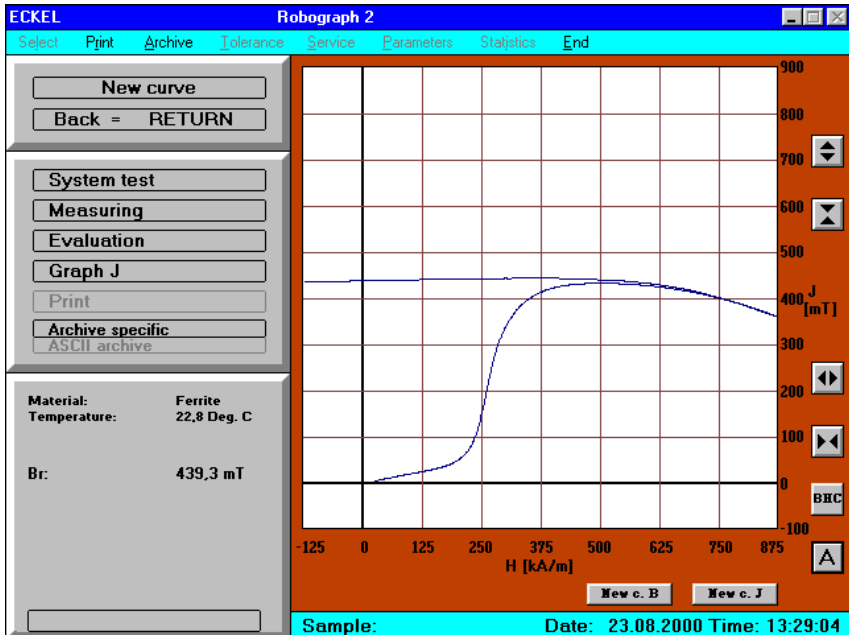 ECKEL Robograph 2
Select Print Archive Tolerance Service Parameters Statistics End
New curve
Back = RETURN
System test
Measuring
Evaluation
Graph J
Print
Archive specific
ASCII archive
Material: Ferrite
Temperature: 22,8 Deg. C
Br: 439,3 mT
900
800
700
600
500
400
J
[mT]
300
200
100
0
-100
-125 0 125 250 375 500 625 750 875
H [kA/m]
BHC
A
New c. B New c. J
Sample: Date: 23.08.2000 Time: 13:29:04